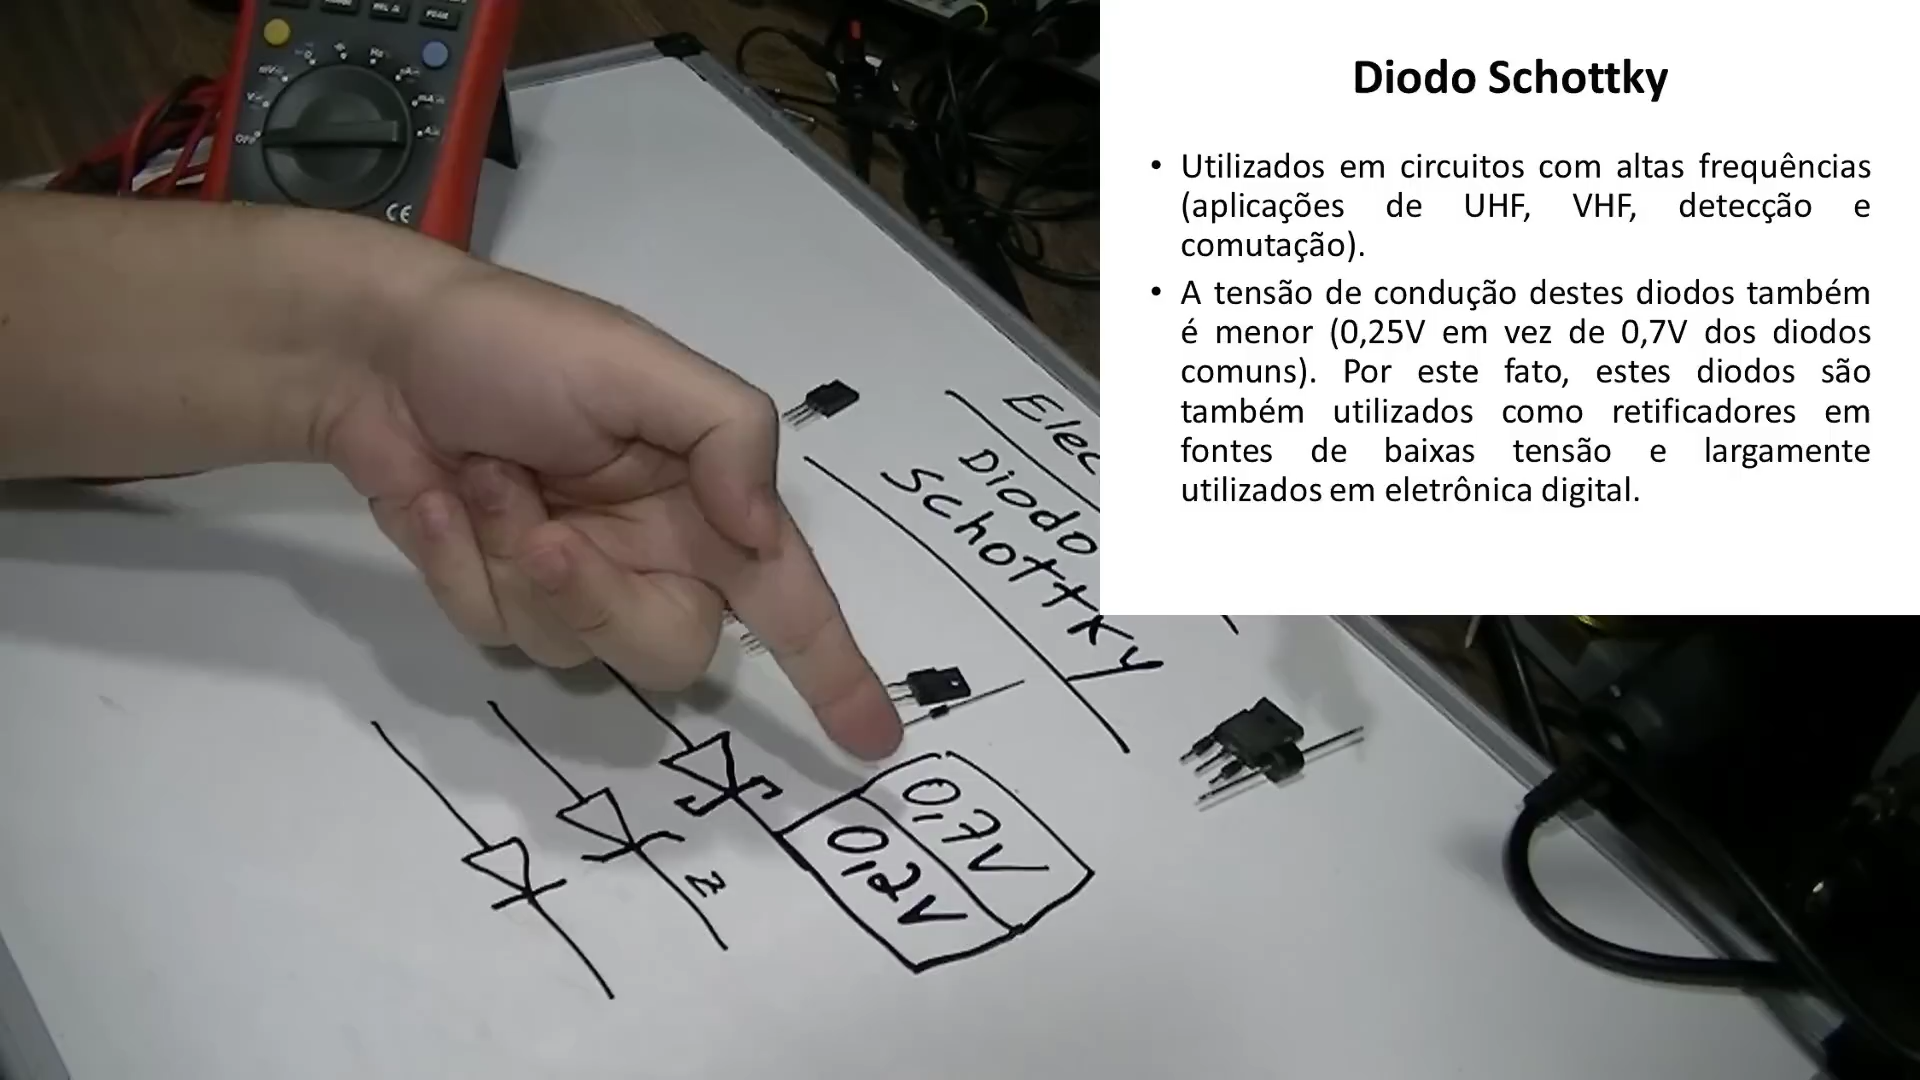 Diodo Schottky
• Utilizados em circuitos com altas frequências
(aplicações de UHF, VHF, detecção e
comutação).
• A tensão de condução destes diodos também
é menor (0,25V em vez de 0,7V dos diodos
comuns). Por este fato, estes diodos são
também utilizados como retificadores em
fontes de baixas tensão e largamente
utilizados em eletrônica digital.
OFF
Hz
CE
Elec
Diodo
Schottky
0,7V
0,2V
Z